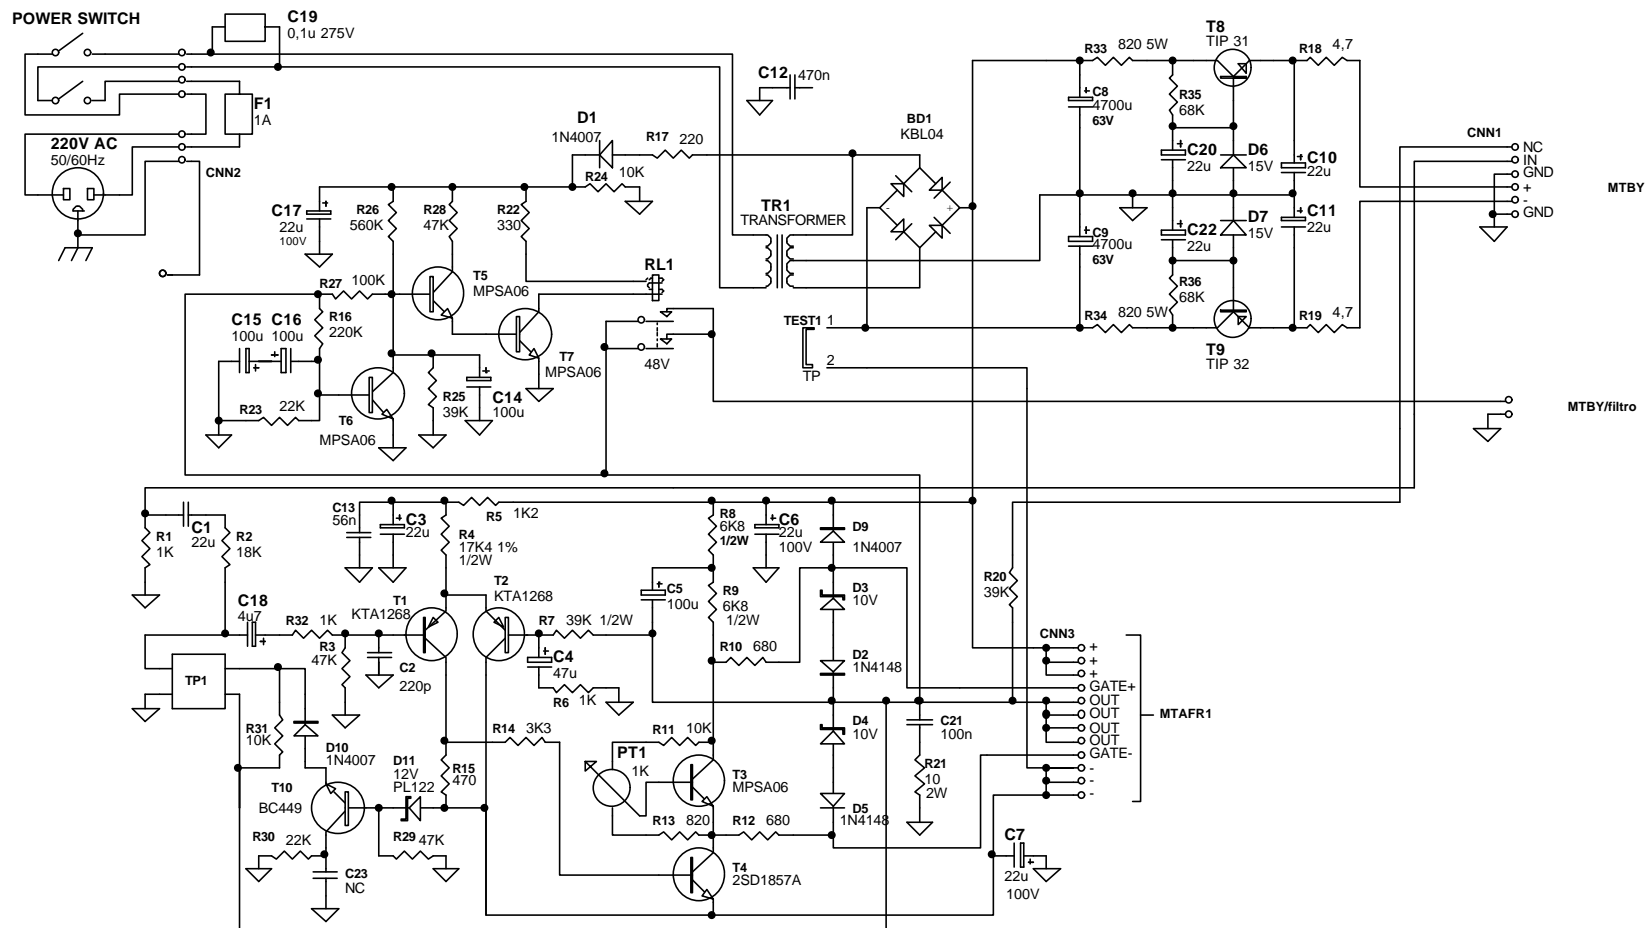 POWER SWITCH
C19
0,1u 275V
F1
1A
220V AC
50/60Hz
CNN2
C12
470n
D1
1N4007
R17
220
10K
R24
C17
22u
100V
R26
560K
R28
47K
R22
330
TR1
TRANSFORMER
BD1
KBL04
-
+
R33
820 5W
T8
TIP 31
R18
4,7
C8
4700u
63V
R35
68K
C20
22u
D6
15V
C10
22u
C9
4700u
63V
C22
22u
D7
15V
C11
22u
R36
68K
R34
820 5W
T9
TIP 32
R19
4,7
CNN1
NC
IN
GND
+
-
GND
MTBY
R27
100K
T5
MPSA06
RL1
C15
100u
C16
100u
R16
220K
T7
MPSA06
48V
R23
22K
T6
MPSA06
R25
39K
C14
100u
TEST1
1
2
TP
MTBY/filtro
R1
1K
C1
22u
R2
18K
C13
56n
C3
22u
R5
1K2
R4
17K4 1%
1/2W
R8
6K8
1/2W
C6
22u
100V
D9
1N4007
C18
4u7
R32
1K
T1
KTA1268
T2
KTA1268
R7
39K 1/2W
C5
100u
R9
6K8
1/2W
D3
10V
R20
39K
R3
47K
C2
220p
C4
47u
R6
1K
R10
680
D2
1N4148
CNN3
+
+
+
GATE+
OUT
OUT
OUT
OUT
GATE-
-
-
-
MTAFR1
TP1
R31
10K
D10
1N4007
T10
BC449
D11
12V
PL122
R14
3K3
R15
470
R11
10K
PT1
1K
T3
MPSA06
D4
10V
C21
100n
R21
10
2W
R13
820
R12
680
D5
1N4148
R30
22K
R29
47K
C23
NC
T4
2SD1857A
C7
22u
100V